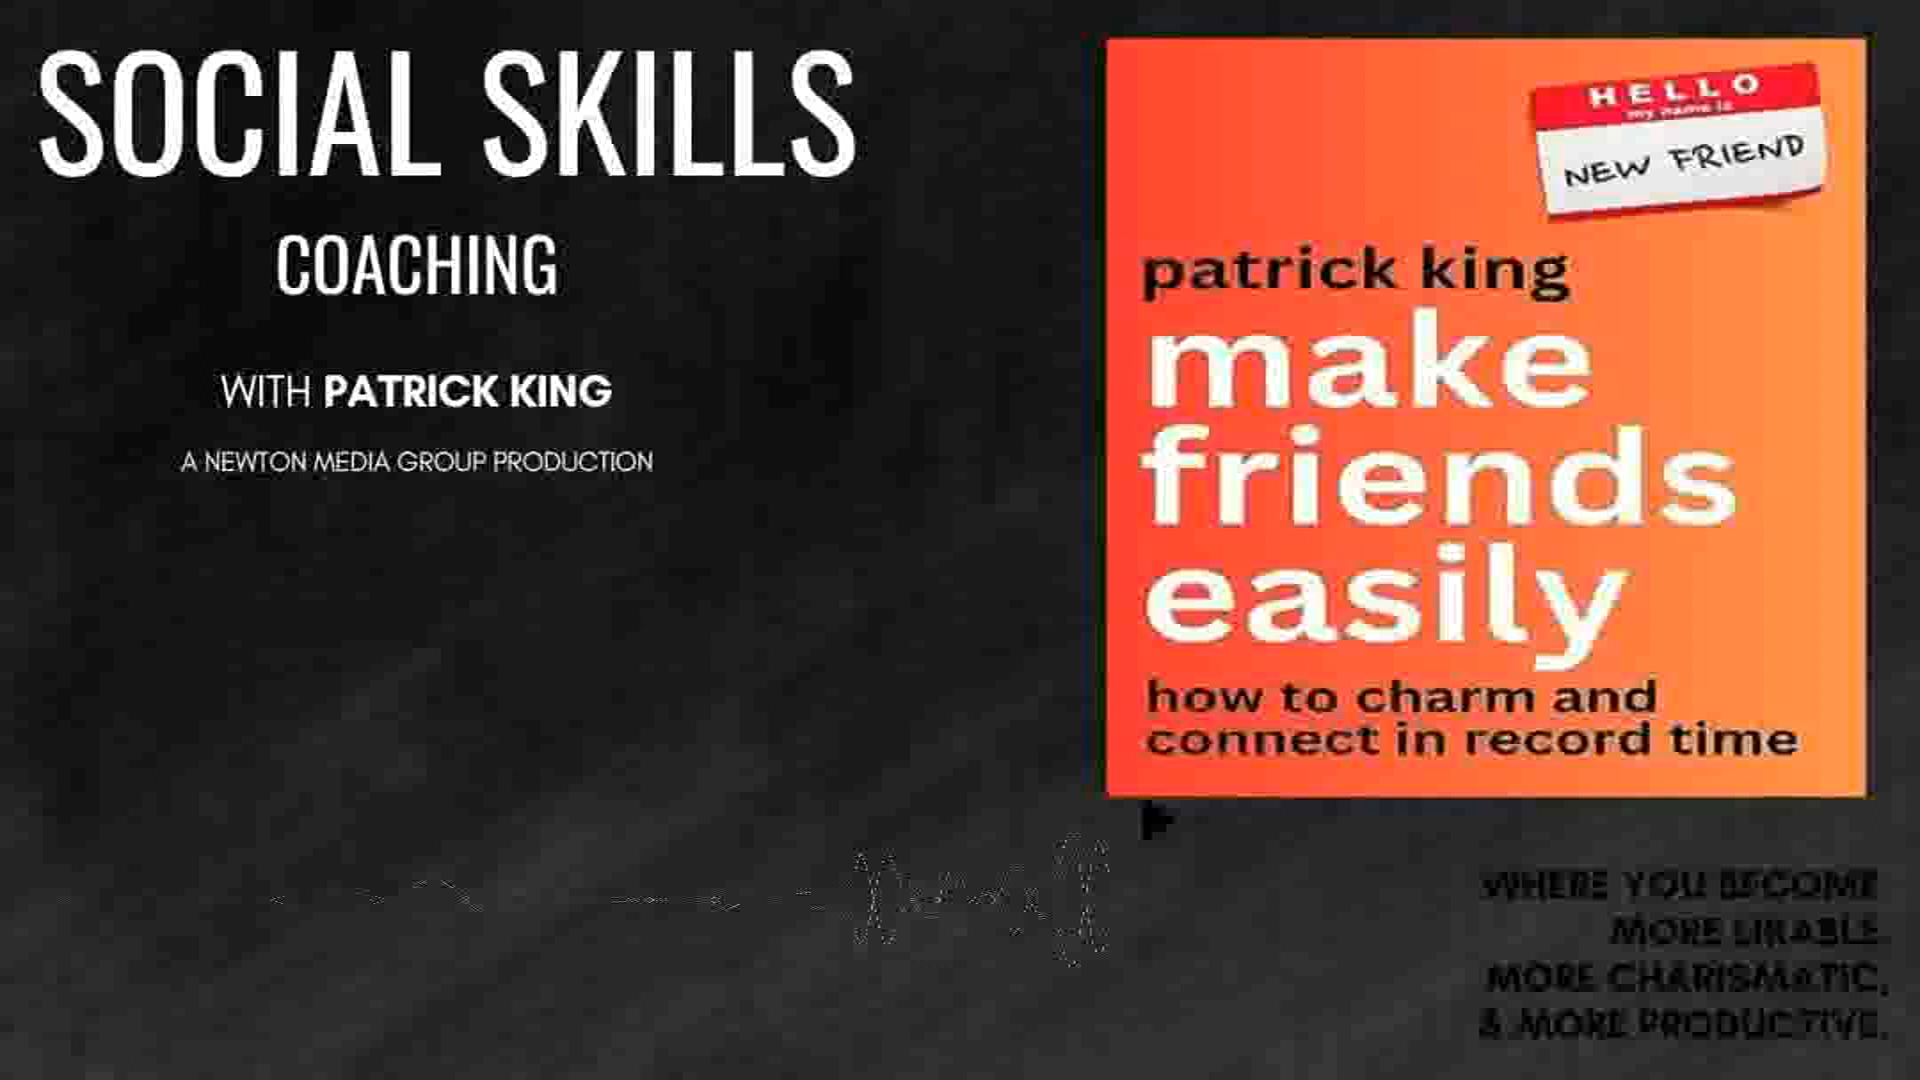 SOCIAL SKILLS
COACHING
WITH PATRICK KING
A NEWTON MEDIA GROUP PRODUCTION
HELLO
my name is
NEW FRIEND
patrick king
make
friends
easily
how to charm and
connect in record time
WHERE YOU BECOME
MORE LIKABLE,
MORE CHARISMATIC,
& MORE PRODUCTIVE.